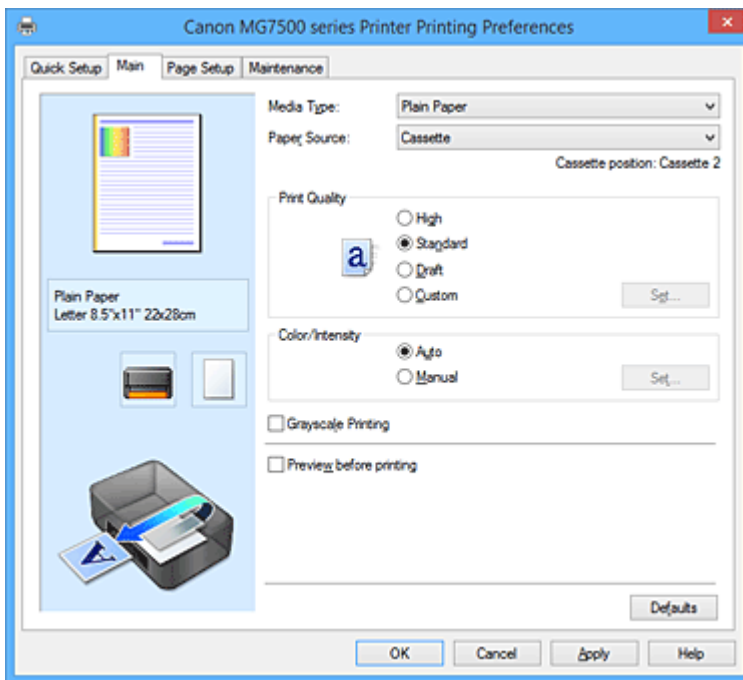 Canon MG7500 series Printer Printing Preferences
Quick Setup Main Page Setup Maintenance
Media Type: Plain Paper
Paper Source: Cassette
Cassette position: Cassette 2
Print Quality
High
a Standard
Draft
Custom Set...
Plain Paper
Letter 8.5"x11" 22x28cm
Color/Intensity
Auto
Manual Set...
Grayscale Printing
Preview before printing
A
Defaults
OK Cancel Apply Help